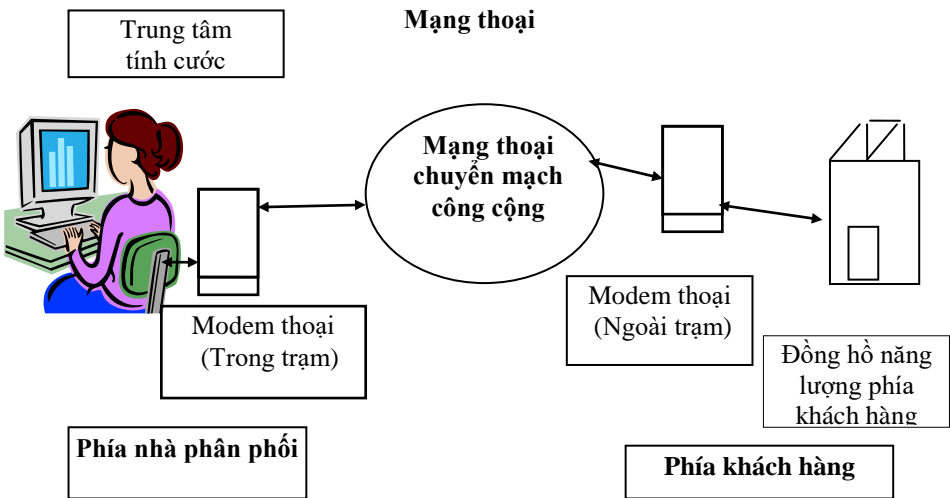 Mạng thoại
Trung tâm
tính cước
Mạng thoại
chuyển mạch
công cộng
Modem thoại
(Trong trạm)
Modem thoại
(Ngoài trạm)
Đồng hồ năng
lượng phía
khách hàng
Phía nhà phân phối
Phía khách hàng